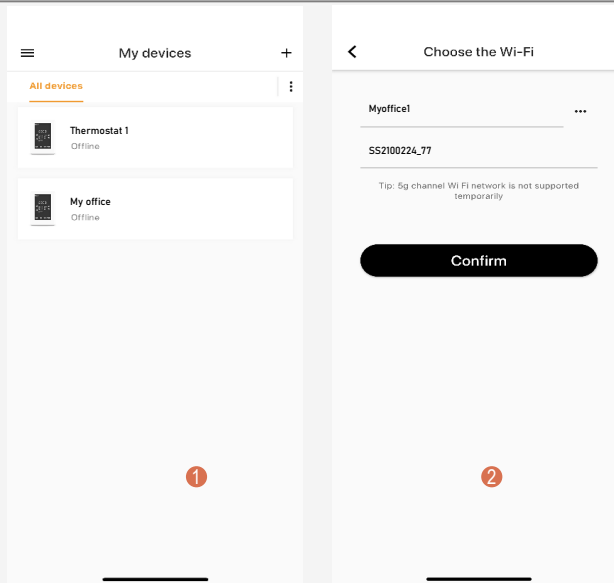 My devices
All devices
Thermostat 1
Offline
My office
Offline
1
Choose the Wi-Fi
Myoffice1
SS2100224_77
Tip: 5g channel Wi Fi network is not supported
temporarily
Confirm
2